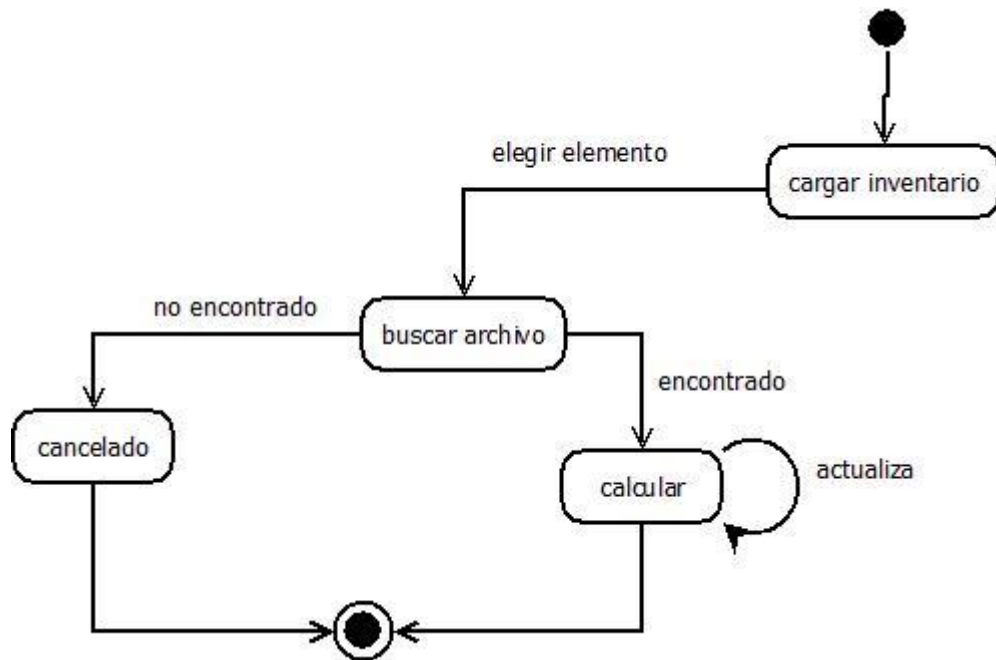 elegir elemento
cargar inventario
no encontrado
buscar archivo
encontrado
cancelado
calcular
actualiza